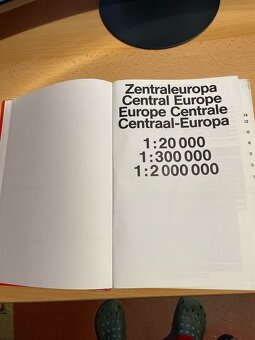 Zentraleuropa
Central Europe
Europe Centrale
Centraal-Europa
1:20 000
1:300 000
1:2 000 000